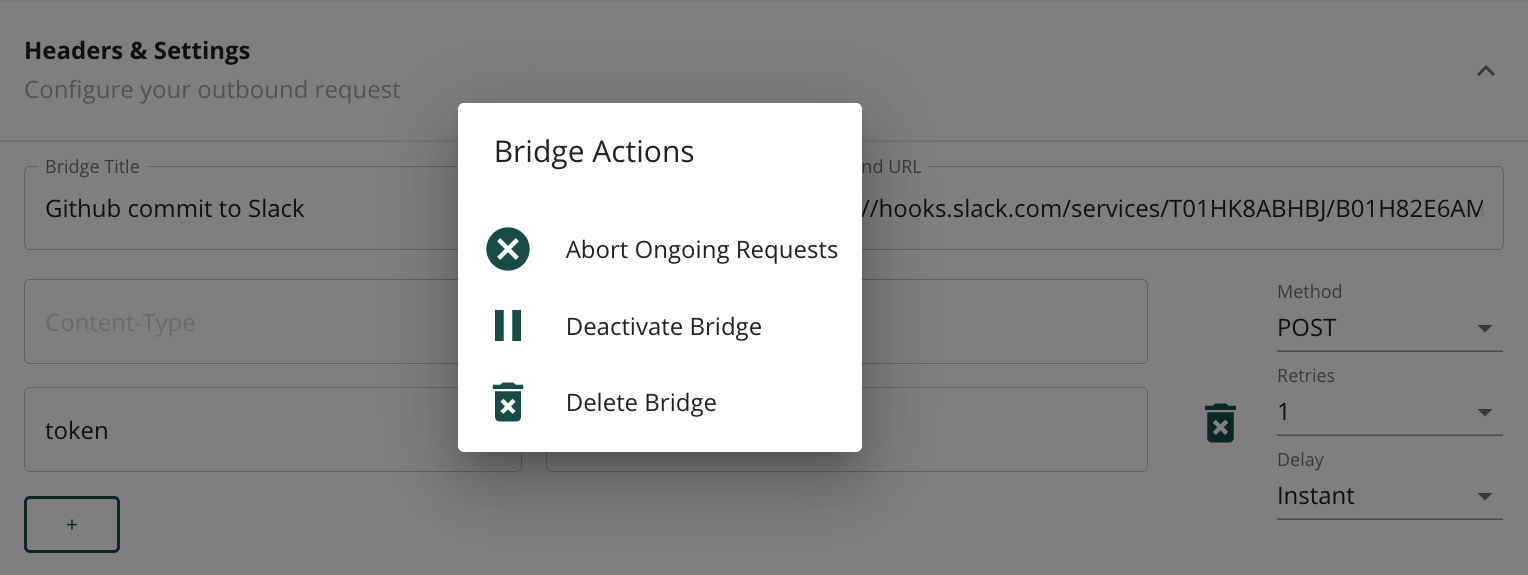 Headers & Settings
Configure your outbound request
Bridge Actions
Bridge Title
URL
Github commit to Slack
//hooks.slack.com/services/T01HK8ABHBJ/B01H82E6AM
Abort Ongoing Requests
Content-Type
Deactivate Bridge
Method
POST
Retries
1
Delete Bridge
token
Delay
Instant
+